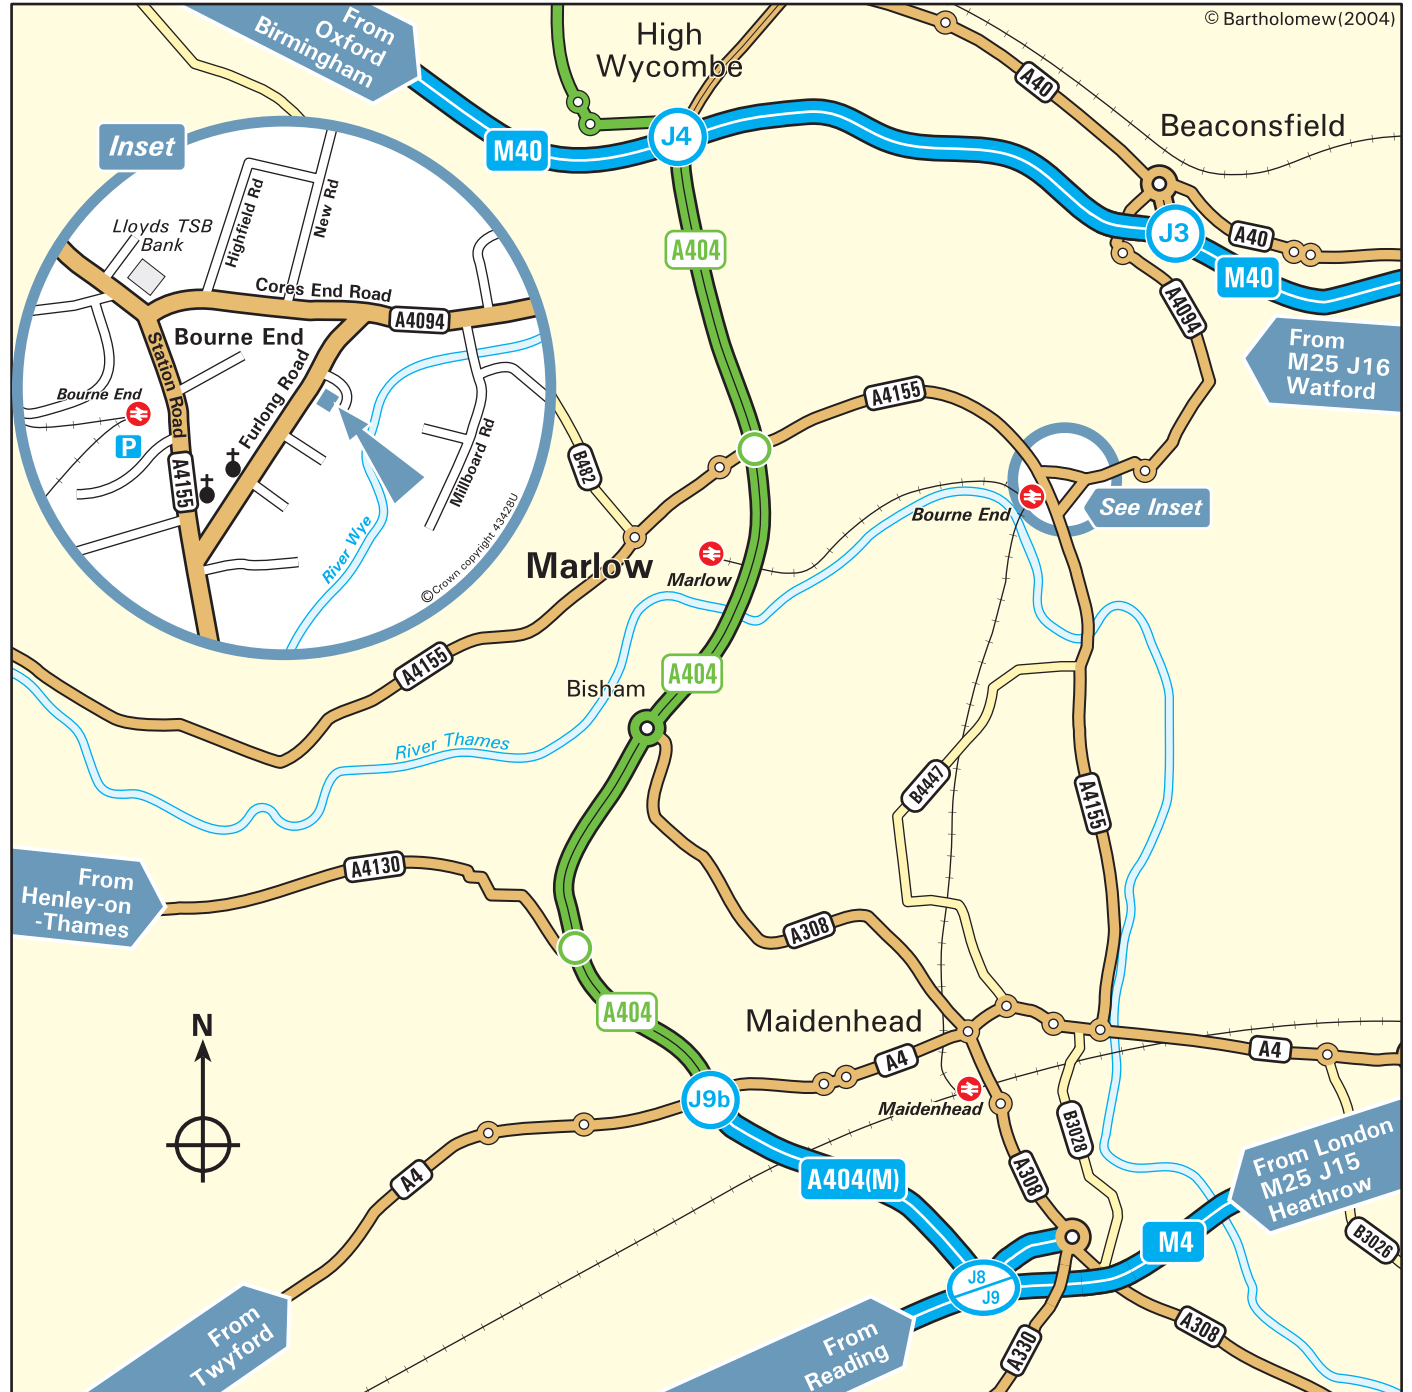 © Bartholomew(2004)
From
Oxford
Birmingham
High
Wycombe
A40
Beaconsfield
M40
J4
J3
A40
M40
A4094
From
M25 J16
Watford
A404
Inset
Lloyds TSB
Bank
Highfield Rd
New Rd
Cores End Road
A4094
Bourne End
Station Road
Furlong Road
Bourne End
P
A4155
Millboard Rd
River Wye
©Crown copyright 43428U
B482
A4155
Bourne End
See Inset
Marlow
Marlow
A4155
A404
Bisham
River Thames
B4447
A4155
From
Henley-on
-Thames
A4130
A308
A404
N
Maidenhead
A4
A4
J9b
Maidenhead
B3028
A4
A404(M)
A308
From London
M25 J15
Heathrow
M4
B3026
J8
J9
From
Twyford
From
Reading
A330
A308